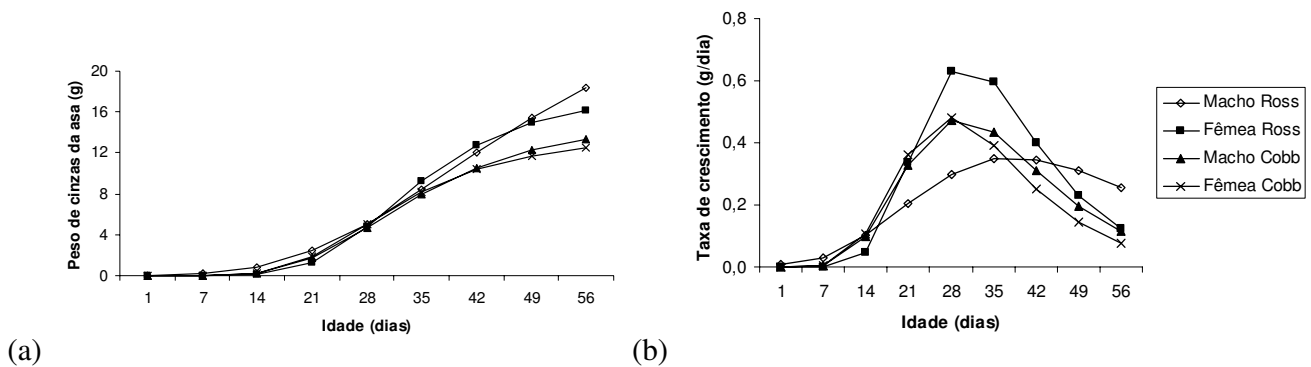 Peso de cinzas da asa (g)
20
16
12
8
4
0
1 7 14 21 28 35 42 49 56
Idade (dias)
(a)
Taxa de crescimento (g/dia)
0,8
0,6
0,4
0,2
0,0
1 7 14 21 28 35 42 49 56
Idade (dias)
(b)
Macho Ross
Fêmea Ross
Macho Cobb
Fêmea Cobb